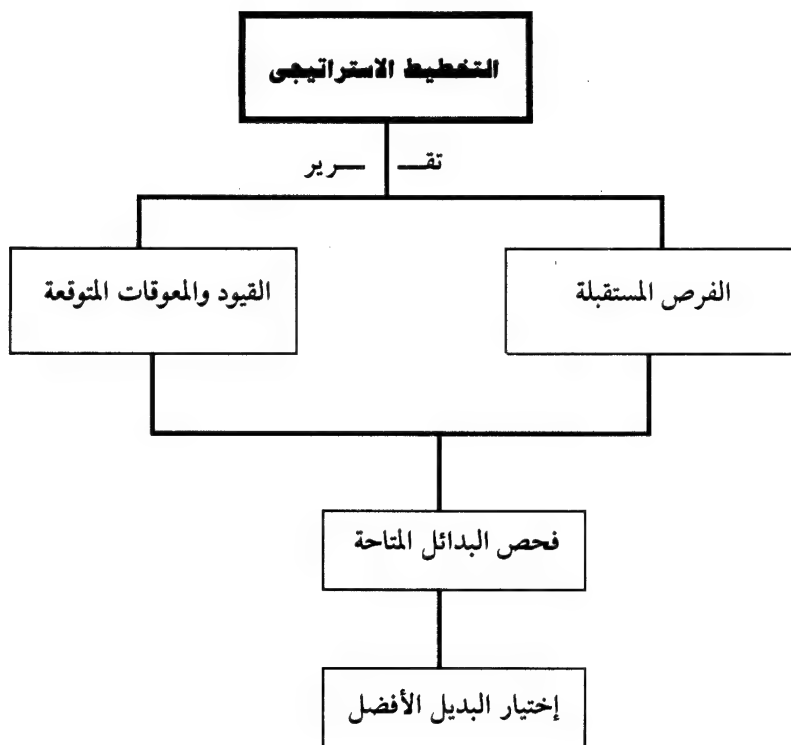 التخطيط الاستراتيجى
تقـــ ـــرير
الفرص المستقبلة
القيود والمعوقات المتوقعة
فحص البدائل المتاحة
إختيار البديل الأفضل